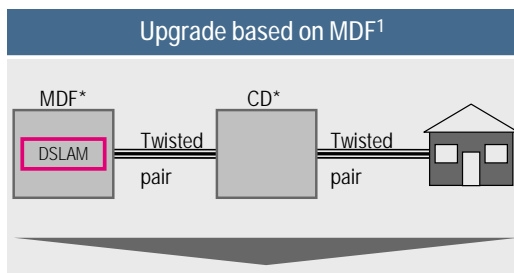 Upgrade based on MDF1
MDF*
CD*
DSLAM
Twisted
pair
Twisted
pair